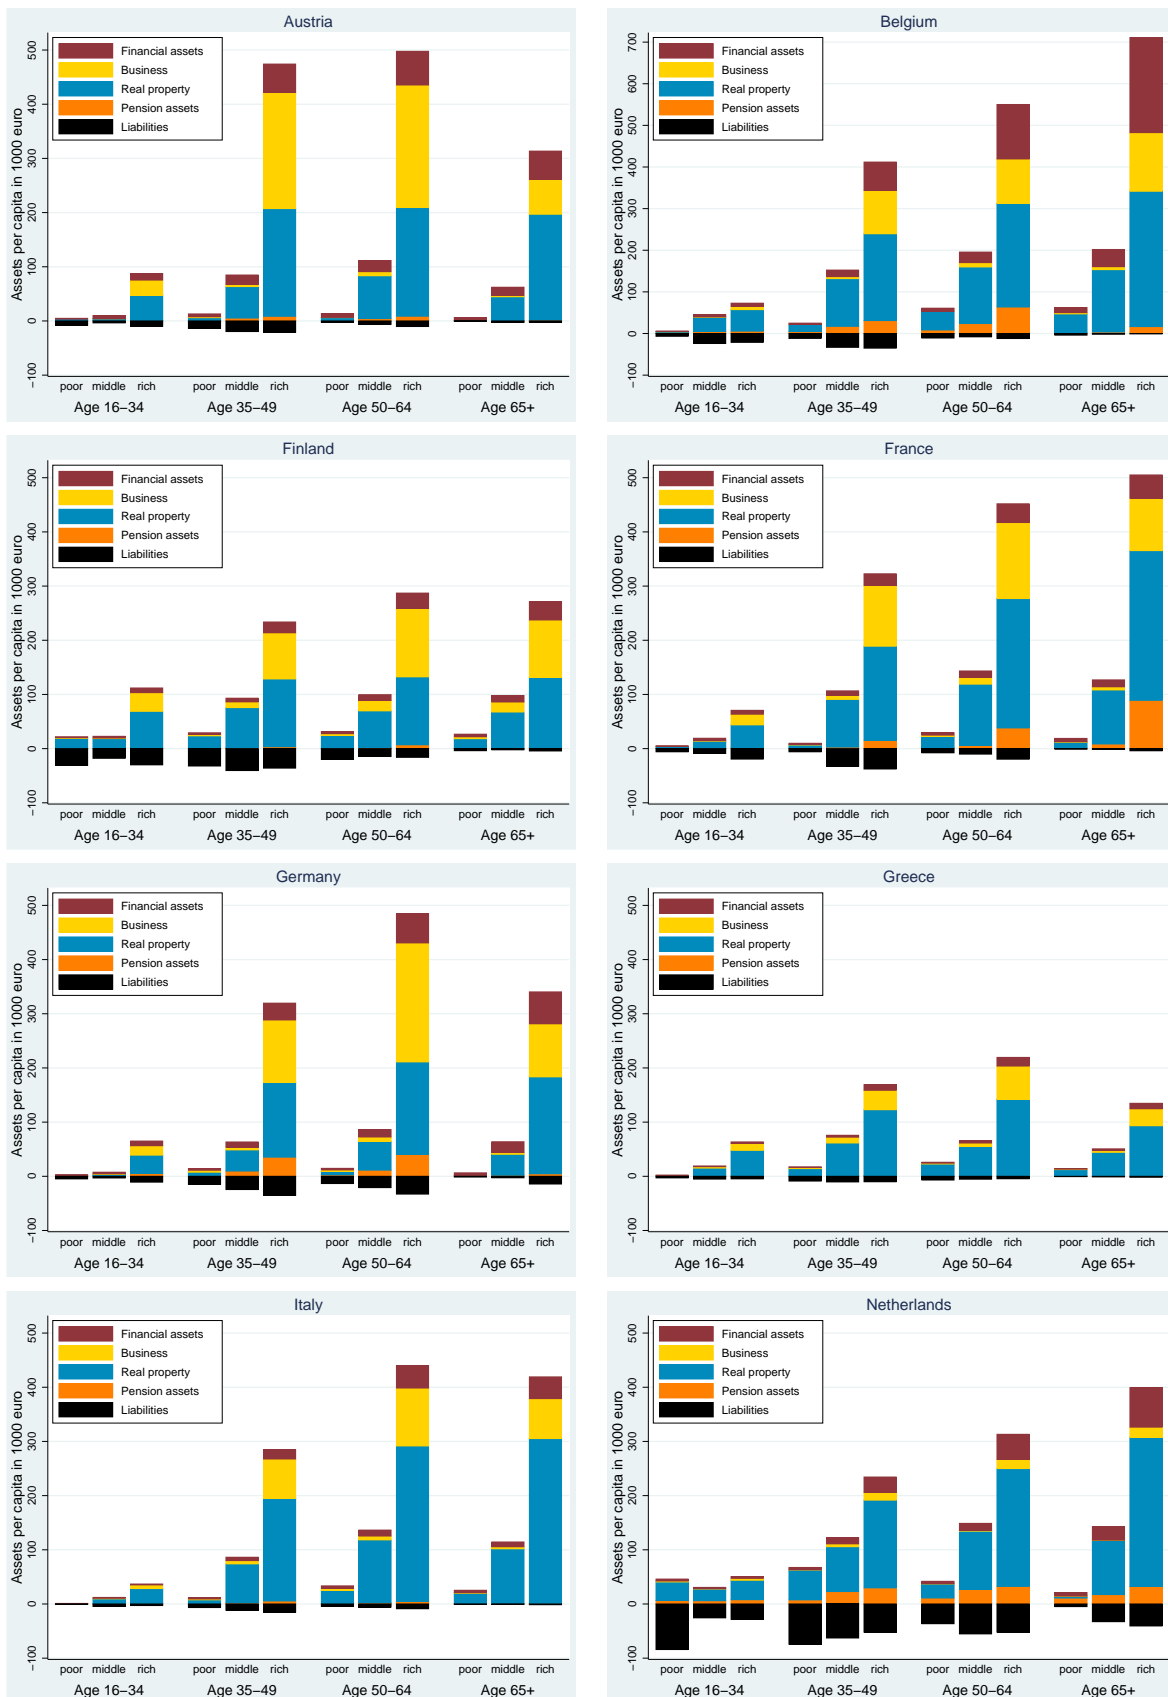 Austria
Financial assets
Business
Real property
Pension assets
Liabilities
Assets per capita in 1000 euro
500
400
300
200
100
0
−100
poor middle rich poor middle rich poor middle rich poor middle rich
Age 16−34 Age 35−49 Age 50−64 Age 65+
Belgium
Financial assets
Business
Real property
Pension assets
Liabilities
Assets per capita in 1000 euro
700
600
500
400
300
200
100
0
−100
poor middle rich poor middle rich poor middle rich poor middle rich
Age 16−34 Age 35−49 Age 50−64 Age 65+
Finland
Financial assets
Business
Real property
Pension assets
Liabilities
Assets per capita in 1000 euro
500
400
300
200
100
0
−100
poor middle rich poor middle rich poor middle rich poor middle rich
Age 16−34 Age 35−49 Age 50−64 Age 65+
France
Financial assets
Business
Real property
Pension assets
Liabilities
Assets per capita in 1000 euro
500
400
300
200
100
0
−100
poor middle rich poor middle rich poor middle rich poor middle rich
Age 16−34 Age 35−49 Age 50−64 Age 65+
Germany
Financial assets
Business
Real property
Pension assets
Liabilities
Assets per capita in 1000 euro
500
400
300
200
100
0
−100
poor middle rich poor middle rich poor middle rich poor middle rich
Age 16−34 Age 35−49 Age 50−64 Age 65+
Greece
Financial assets
Business
Real property
Pension assets
Liabilities
Assets per capita in 1000 euro
500
400
300
200
100
0
−100
poor middle rich poor middle rich poor middle rich poor middle rich
Age 16−34 Age 35−49 Age 50−64 Age 65+
Italy
Financial assets
Business
Real property
Pension assets
Liabilities
Assets per capita in 1000 euro
500
400
300
200
100
0
−100
poor middle rich poor middle rich poor middle rich poor middle rich
Age 16−34 Age 35−49 Age 50−64 Age 65+
Netherlands
Financial assets
Business
Real property
Pension assets
Liabilities
Assets per capita in 1000 euro
500
400
300
200
100
0
−100
poor middle rich poor middle rich poor middle rich poor middle rich
Age 16−34 Age 35−49 Age 50−64 Age 65+